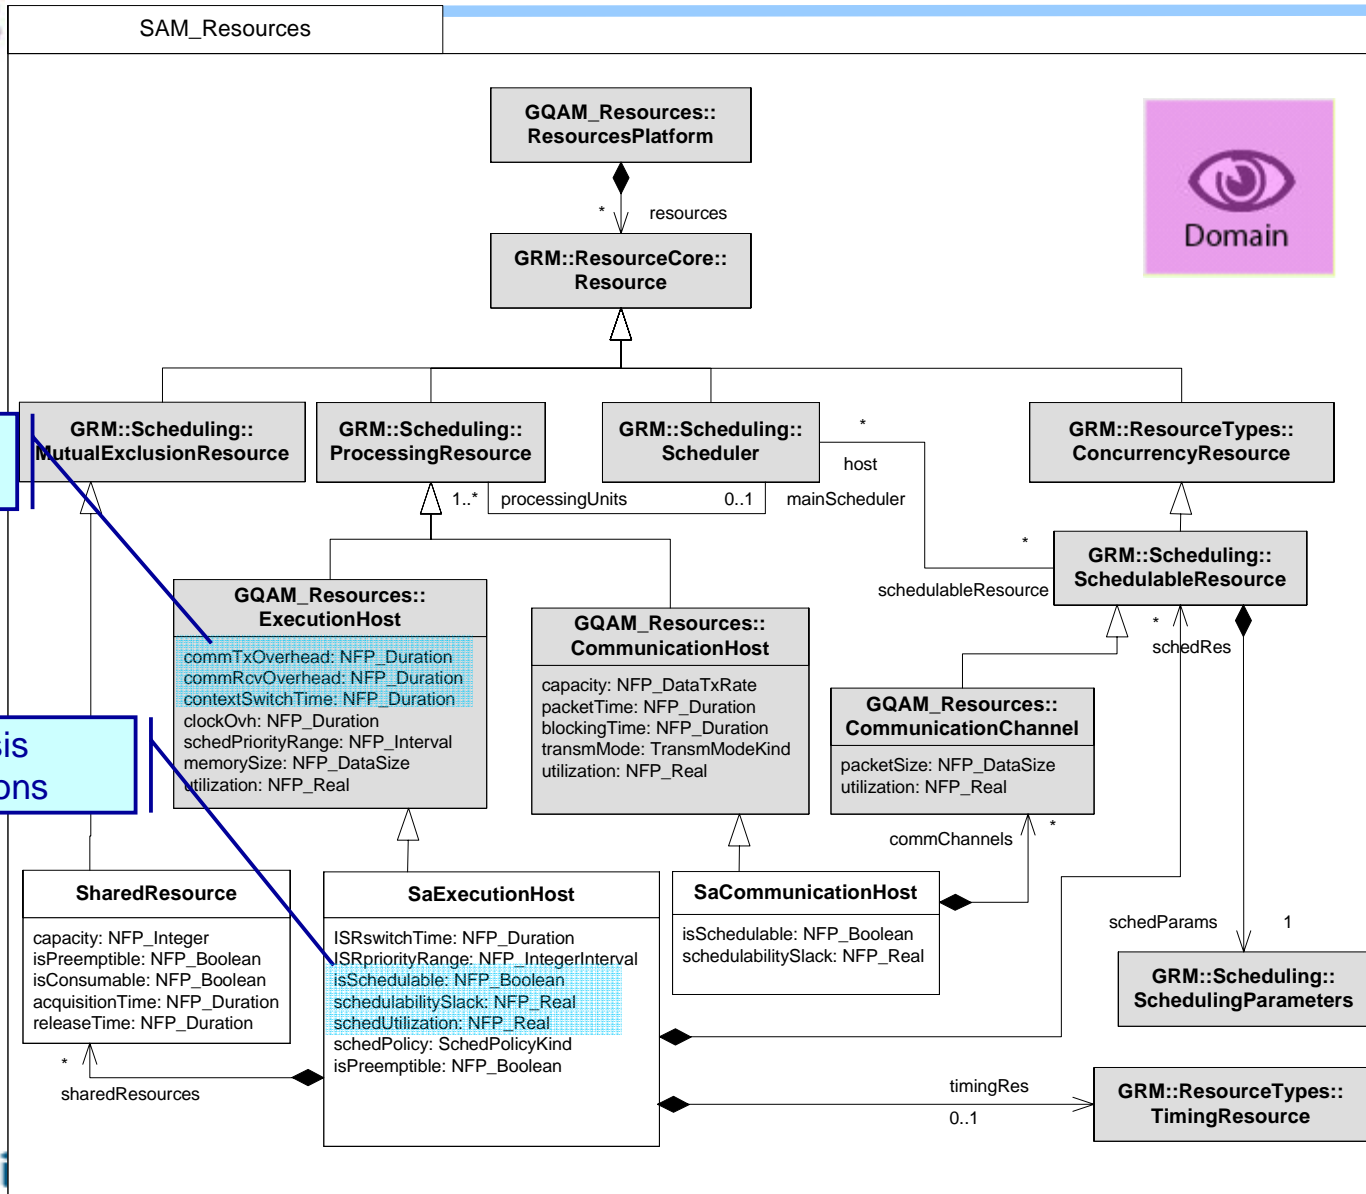 SAM_Resources
GQAM_Resources::
ResourcesPlatform
*
resources
GRM::ResourceCore::
Resource
Domain
GRM::Scheduling::
MutualExclusionResource
GRM::Scheduling::
ProcessingResource
GRM::Scheduling::
Scheduler
GRM::ResourceTypes::
ConcurrencyResource
*
host
1..*
processingUnits
0..1
mainScheduler
*
schedulableResource
GRM::Scheduling::
SchedulableResource
GQAM_Resources::
ExecutionHost
commTxOverhead: NFP_Duration
commRcvOverhead: NFP_Duration
contextSwitchTime: NFP_Duration
clockOvh: NFP_Duration
schedPriorityRange: NFP_Interval
memorySize: NFP_DataSize
utilization: NFP_Real
GQAM_Resources::
CommunicationHost
capacity: NFP_DataTxRate
packetTime: NFP_Duration
blockingTime: NFP_Duration
transmMode: TransmModeKind
utilization: NFP_Real
*
schedRes
GQAM_Resources::
CommunicationChannel
packetSize: NFP_DataSize
utilization: NFP_Real
sis
ons
commChannels
*
SharedResource
capacity: NFP_Integer
isPreemptible: NFP_Boolean
isConsumable: NFP_Boolean
acquisitionTime: NFP_Duration
releaseTime: NFP_Duration
SaExecutionHost
ISRswitchTime: NFP_Duration
ISRpriorityRange: NFP_IntegerInterval
isSchedulable: NFP_Boolean
schedulabilitySlack: NFP_Real
schedUtilization: NFP_Real
schedPolicy: SchedPolicyKind
isPreemptible: NFP_Boolean
SaCommunicationHost
isSchedulable: NFP_Boolean
schedulabilitySlack: NFP_Real
schedParams
1
GRM::Scheduling::
SchedulingParameters
*
sharedResources
timingRes
0..1
GRM::ResourceTypes::
TimingResource